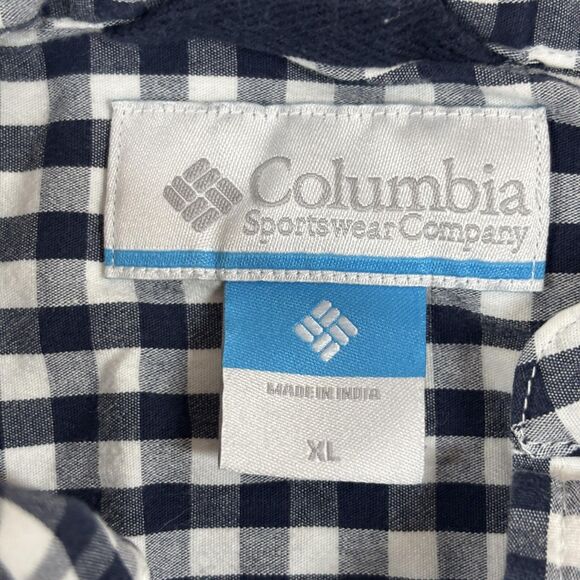 Columbia
Sportswear Company
MADE IN INDIA
XL